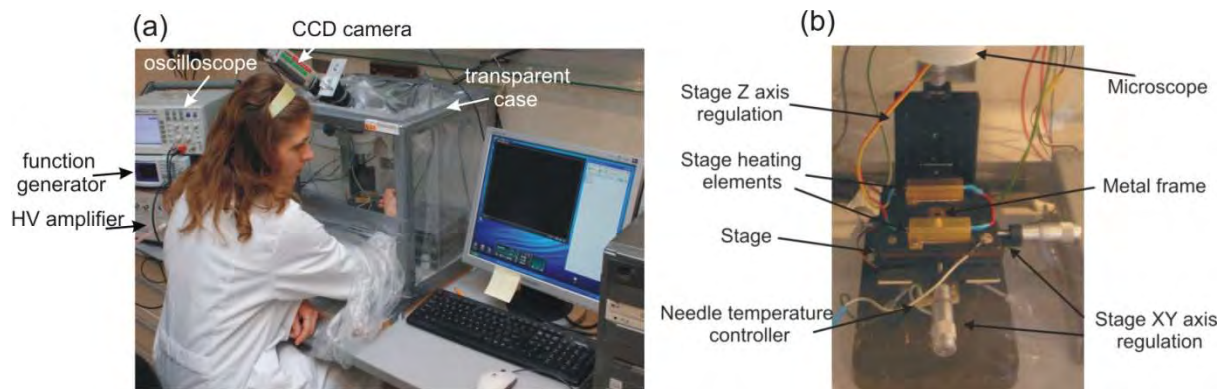 (a)
CCD camera
oscilloscope
transparent
case
function
generator
HV amplifier
(b)
Stage Z axis
regulation
Microscope
Stage heating
elements
Metal frame
Stage
Needle temperature
controller
Stage XY axis
regulation